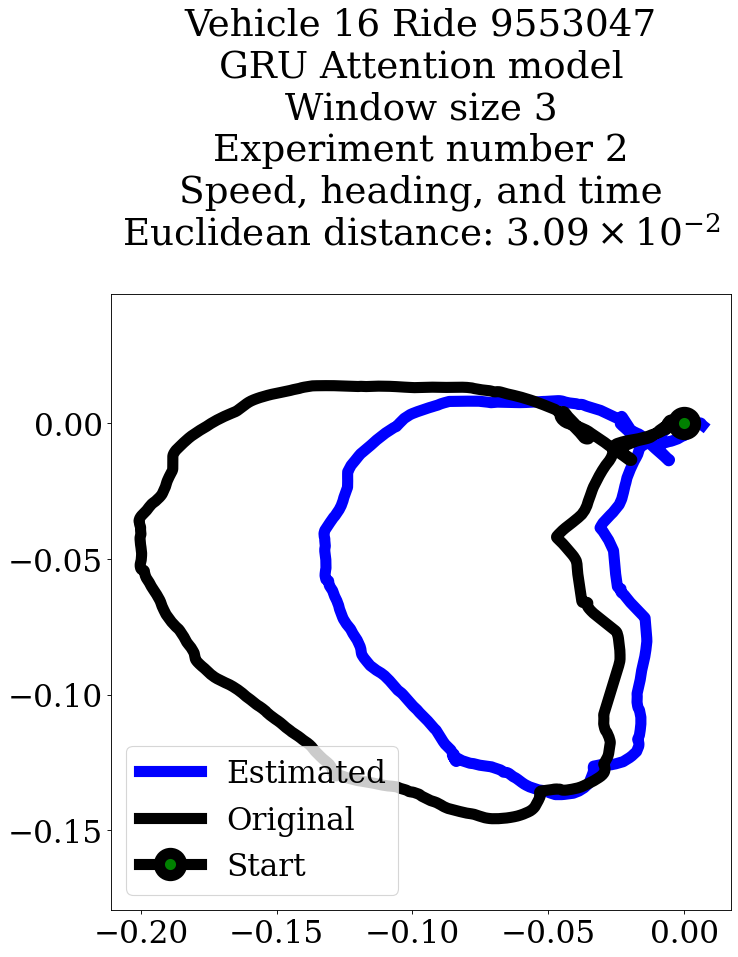 Vehicle 16 Ride 9553047
GRU Attention model
Window size 3
Experiment number 2
Speed, heading, and time
Euclidean distance: 3.09 × 10⁻²
0.00
−0.05
−0.10
−0.15
Estimated
Original
Start
−0.20 −0.15 −0.10 −0.05 0.00